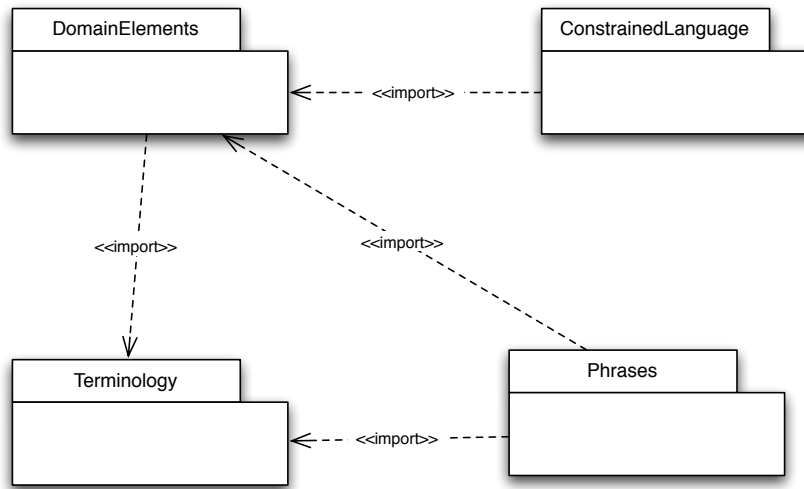 DomainElements
ConstrainedLanguage
<<import>>
<<import>>
<<import>>
Terminology
Phrases
<<import>>